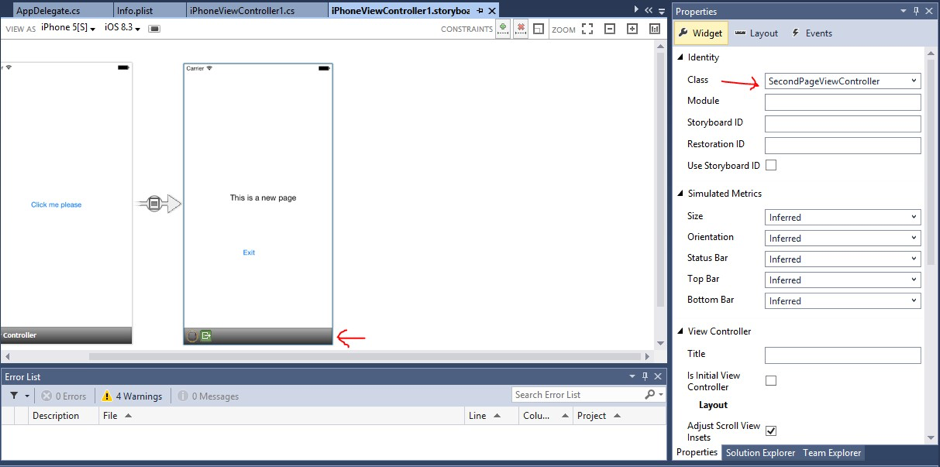 AppDelegate.cs Info.plist iPhoneViewController1.cs iPhoneViewController1.storyboa
VIEW AS iPhone 5[S] iOS 8.3 CONSTRAINTS ZOOM
Carrier
Click me please
This is a new page
Exit
Controller
Error List
0 Errors 4 Warnings 0 Messages Search Error List
Description File Line Colu... Project
Properties
Widget Layout Events
Identity
Class SecondPageViewController
Module
Storyboard ID
Restoration ID
Use Storyboard ID
Simulated Metrics
Size Inferred
Orientation Inferred
Status Bar Inferred
Top Bar Inferred
Bottom Bar Inferred
View Controller
Title
Is Initial View
Controller
Layout
Adjust Scroll View
Insets
Properties Solution Explorer Team Explorer